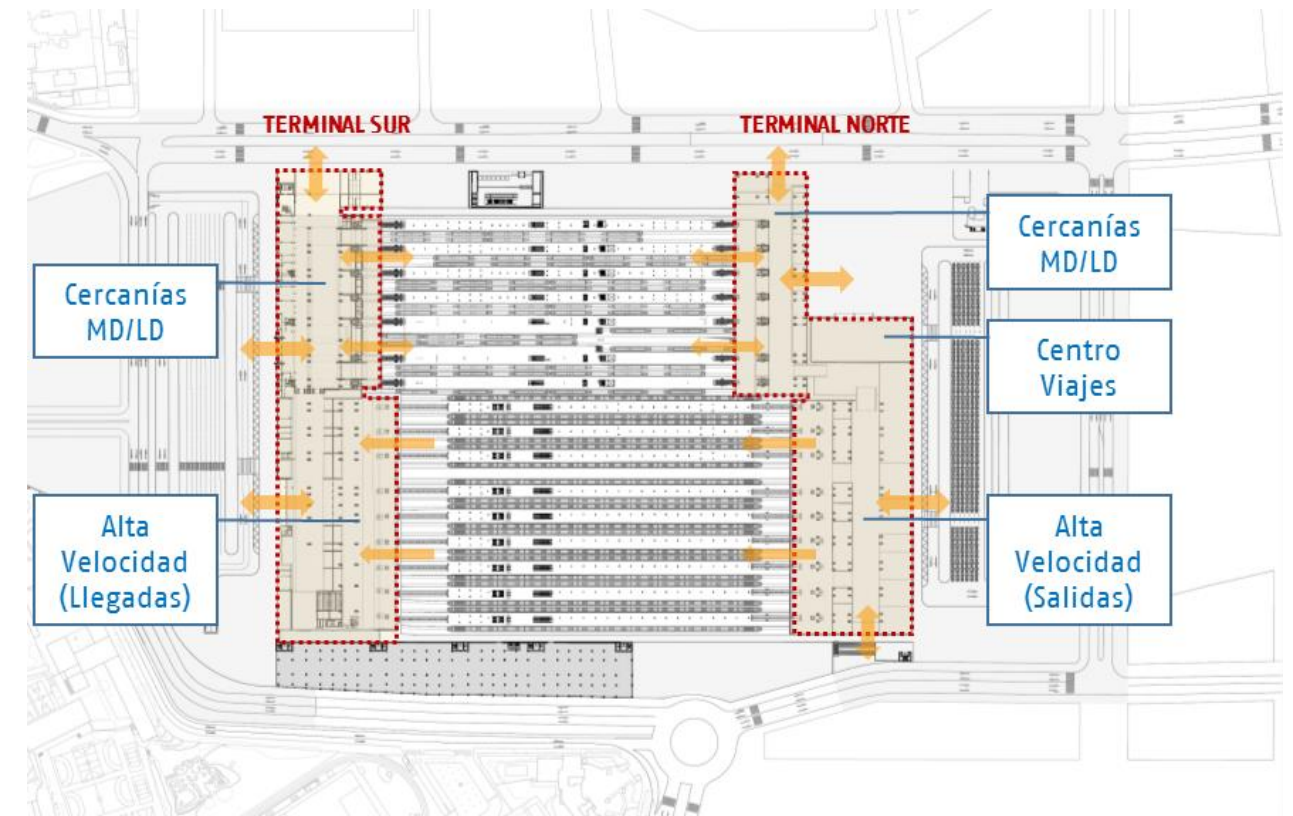 TERMINAL SUR
TERMINAL NORTE
Cercanías
MD/LD
Cercanías
MD/LD
Centro
Viajes
Alta
Velocidad
(Llegadas)
Alta
Velocidad
(Salidas)